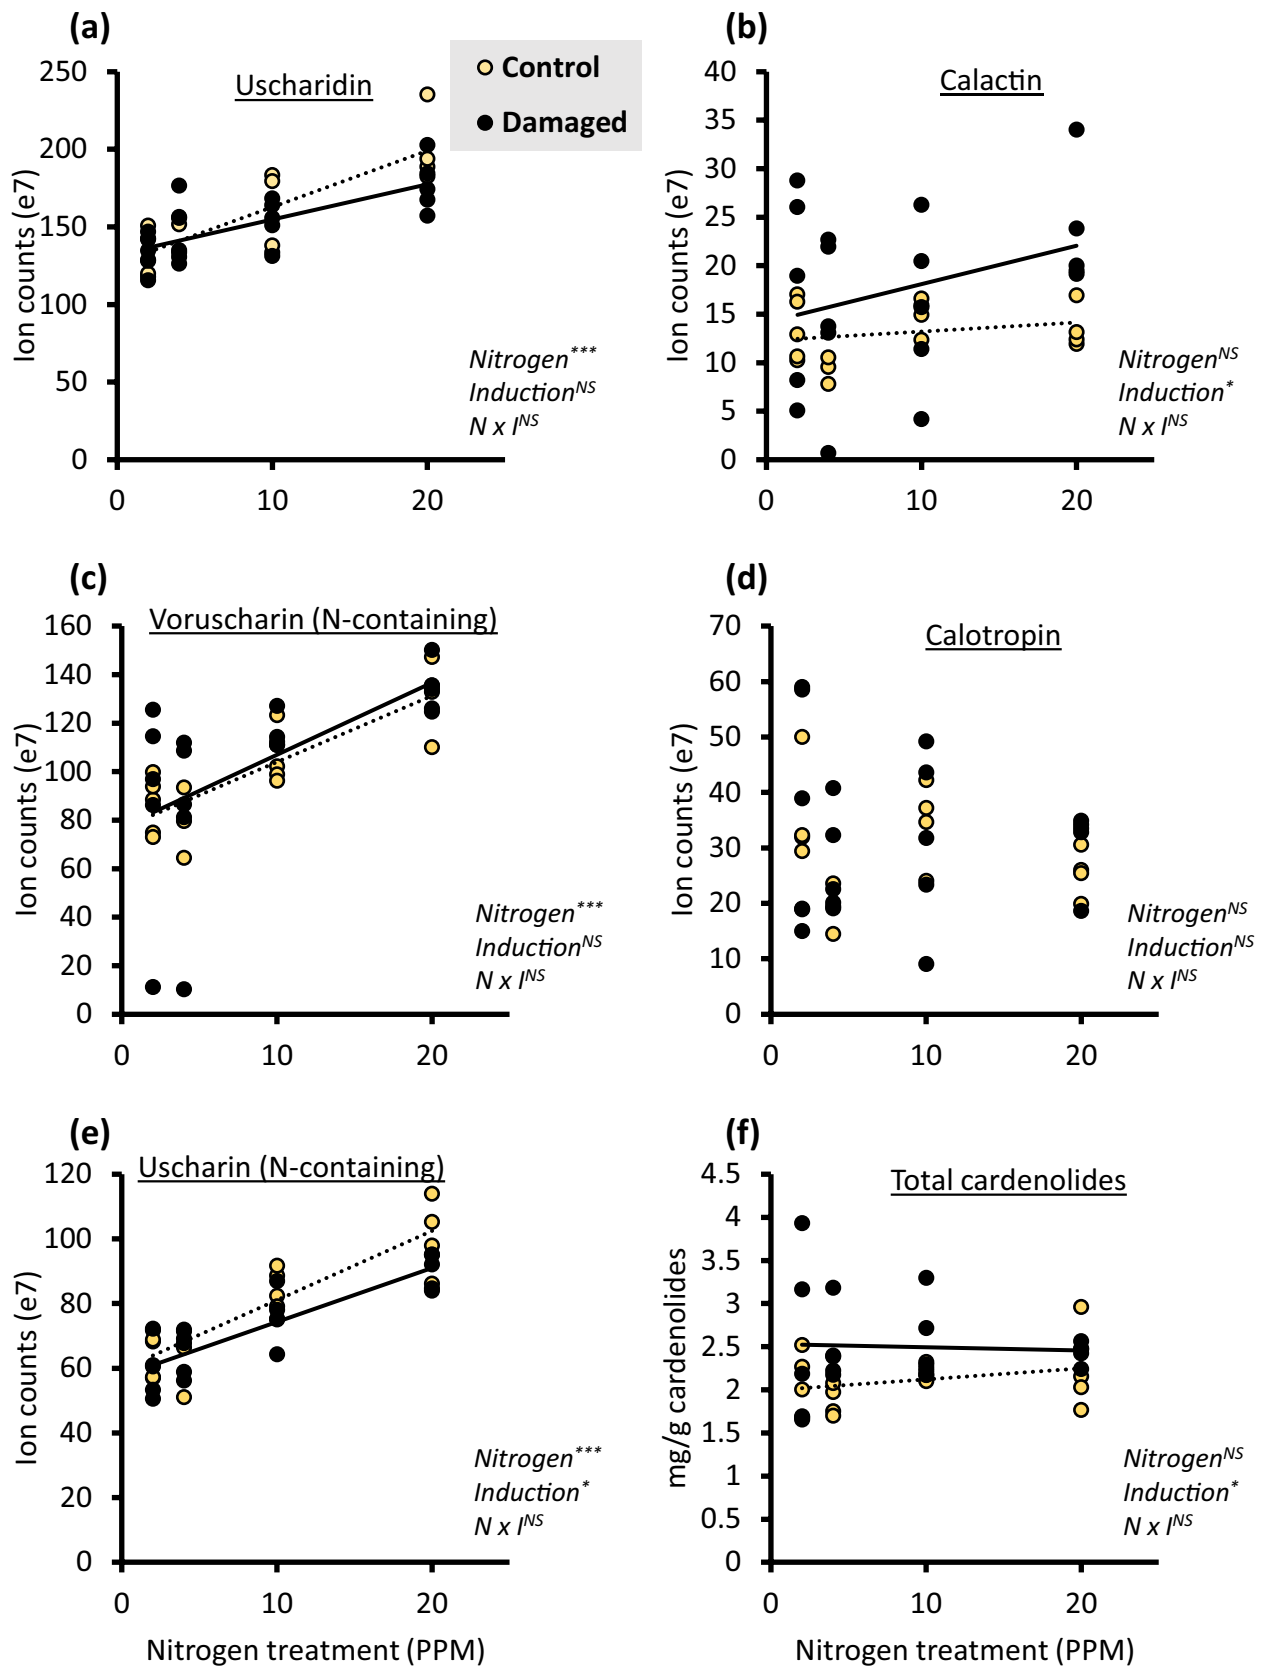 (a)
Uscharidin
Control
Damaged
250
200
150
100
50
0
Ion counts (e7)
Nitrogen***
Induction^NS
N x I^NS
0 10 20
(b)
Calactin
40
35
30
25
20
15
10
5
0
Ion counts (e7)
Nitrogen^NS
Induction*
N x I^NS
0 10 20
(c)
Voruscharin (N-containing)
160
140
120
100
80
60
40
20
0
Ion counts (e7)
Nitrogen***
Induction^NS
N x I^NS
0 10 20
(d)
Calotropin
70
60
50
40
30
20
10
0
Ion counts (e7)
Nitrogen^NS
Induction^NS
N x I^NS
0 10 20
(e)
Uscharin (N-containing)
120
100
80
60
40
20
0
Ion counts (e7)
Nitrogen***
Induction*
N x I^NS
0 10 20
Nitrogen treatment (PPM)
(f)
Total cardenolides
4.5
4
3.5
3
2.5
2
1.5
1
0.5
0
mg/g cardenolides
Nitrogen^NS
Induction*
N x I^NS
0 10 20
Nitrogen treatment (PPM)